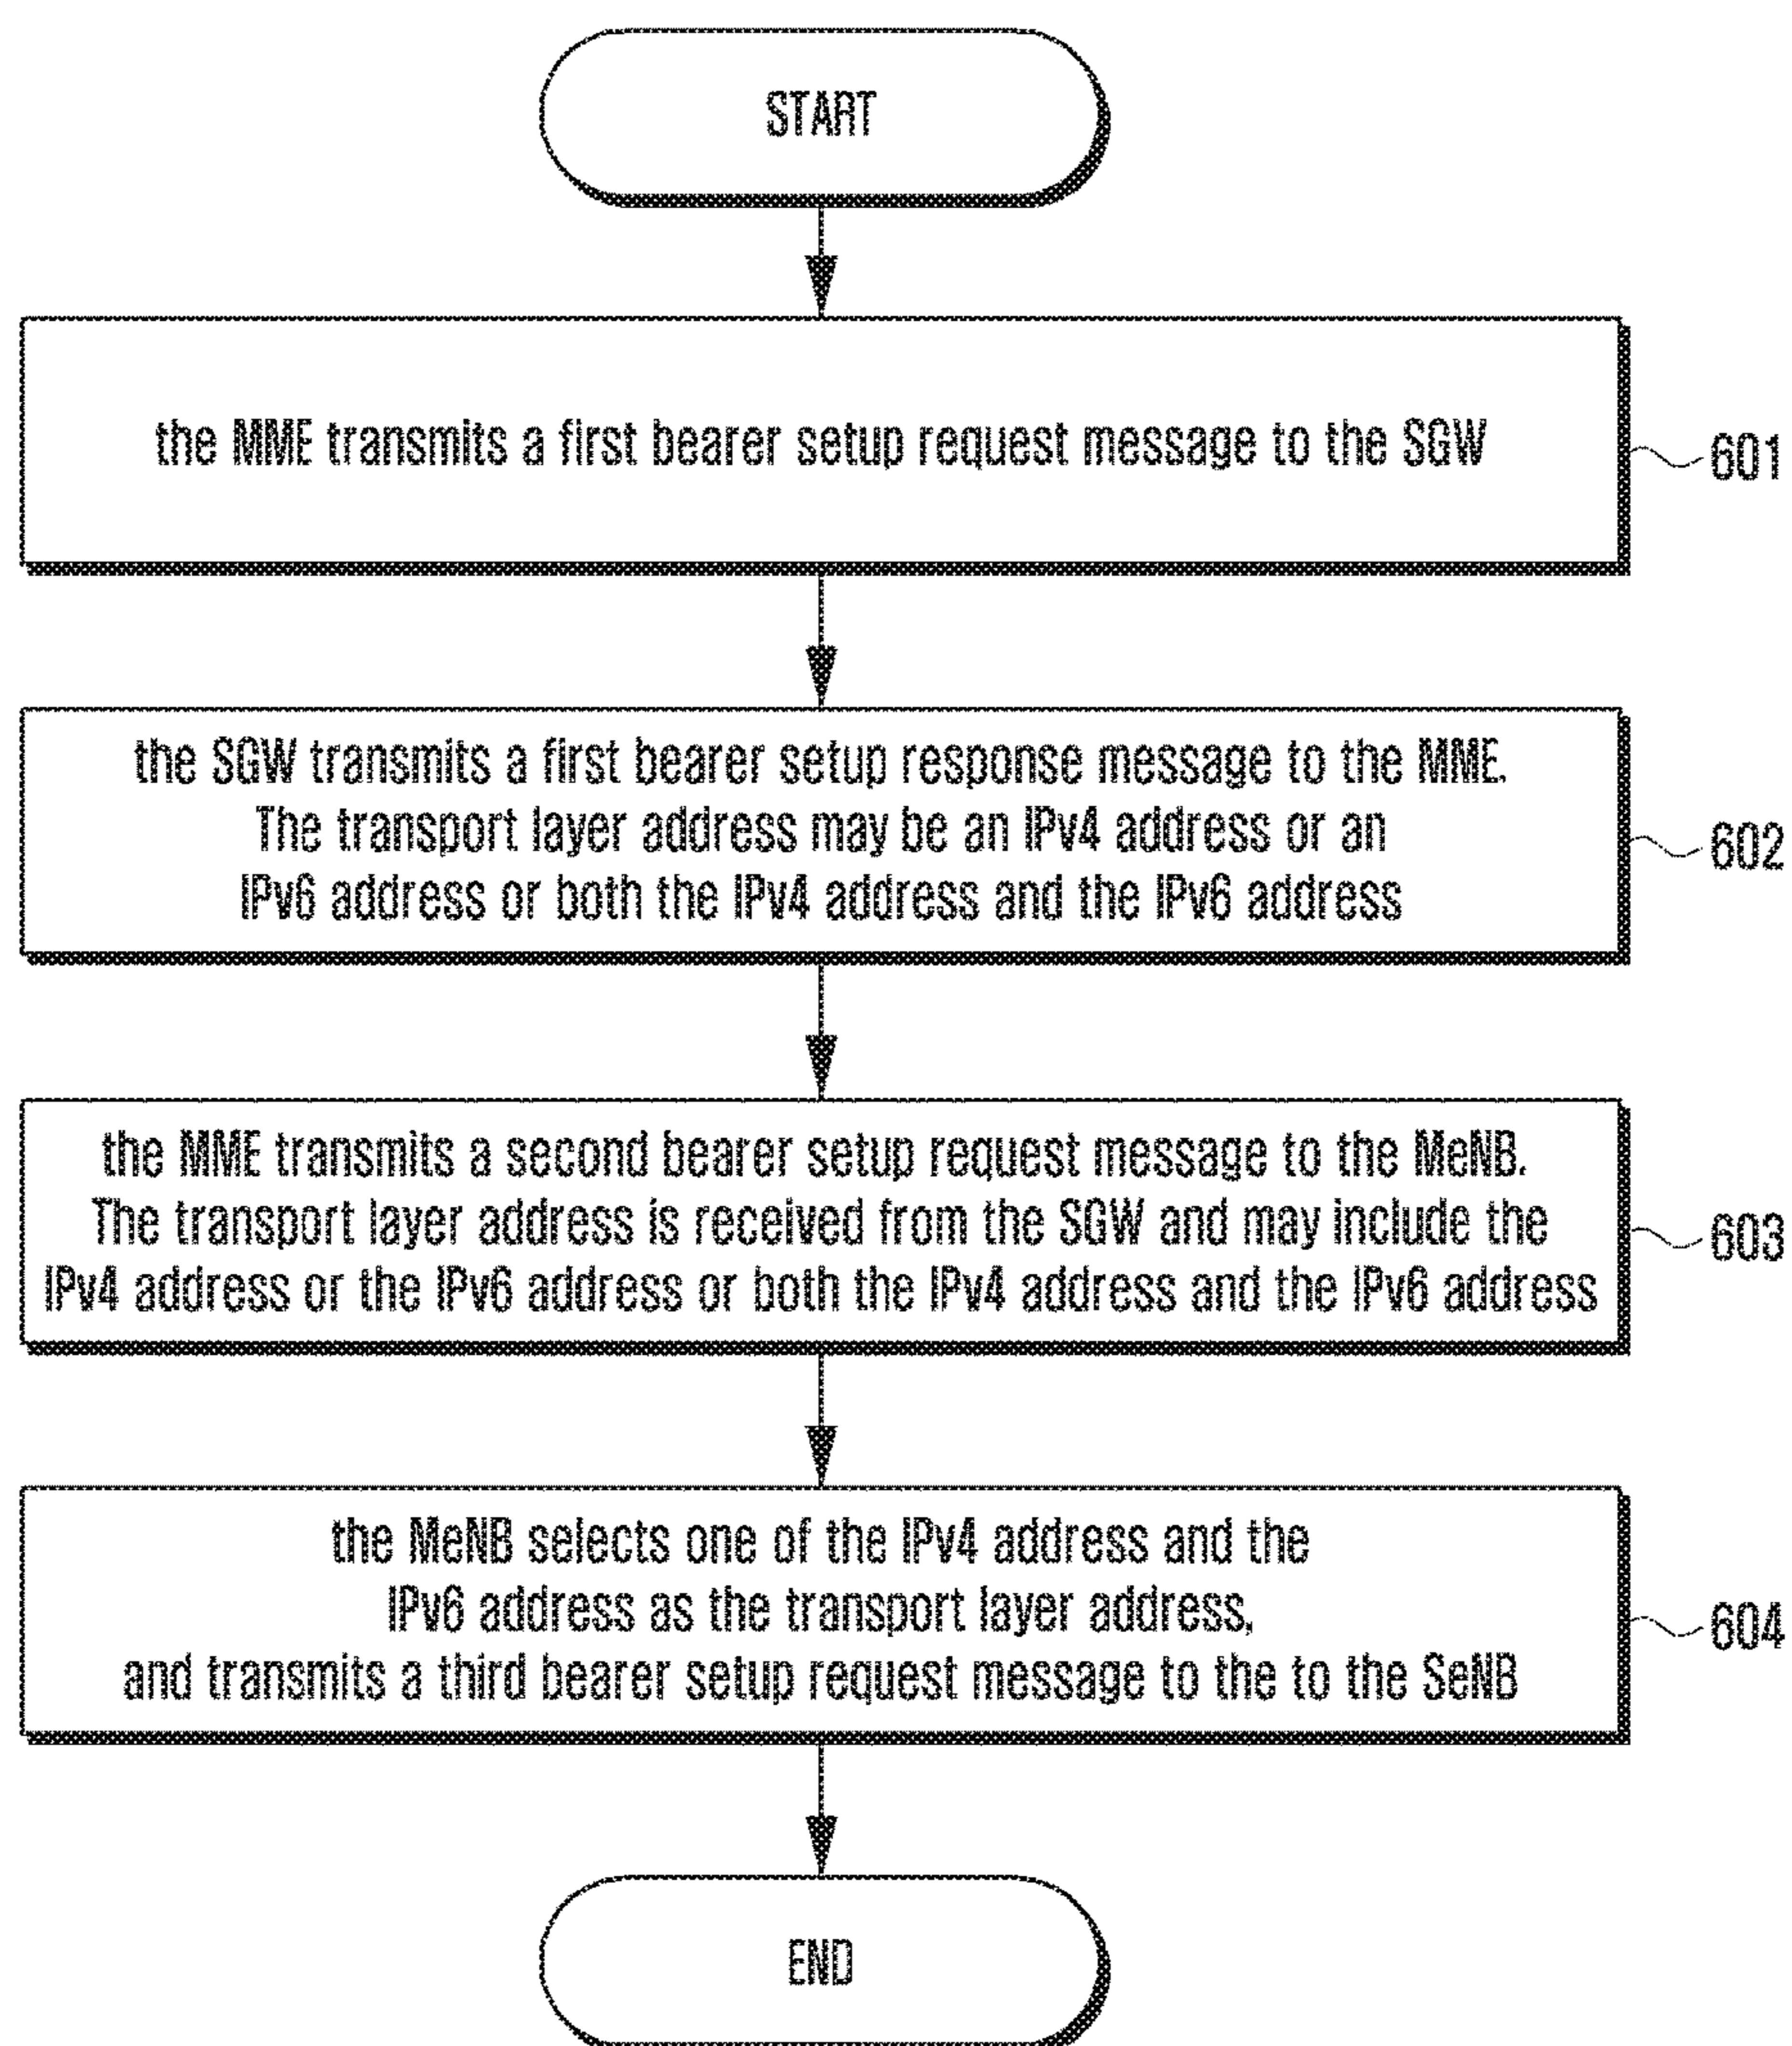 START
the MME transmits a first bearer setup request message to the SGW
601
the SGW transmits a first bearer setup response message to the MME.
The transport layer address may be an IPv4 address or an
IPv6 address or both the IPv4 address and the IPv6 address
602
the MME transmits a second bearer setup request message to the MeNB.
The transport layer address is received from the SGW and may include the
IPv4 address or the IPv6 address or both the IPv4 address and the IPv6 address
603
the MeNB selects one of the IPv4 address and the
IPv6 address as the transport layer address,
and transmits a third bearer setup request message to the to the SeNB
604
END